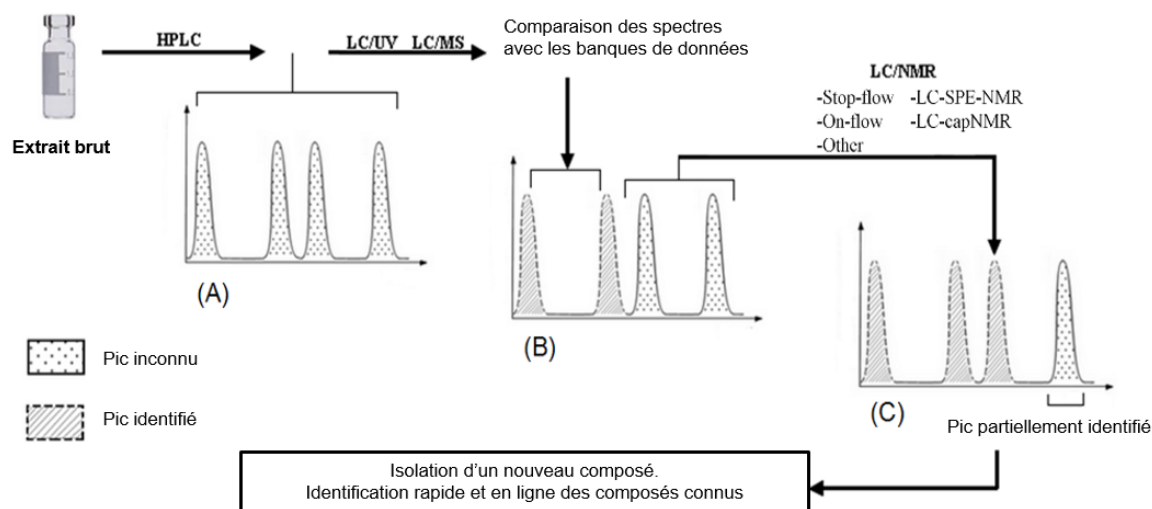 HPLC
LC/UV LC/MS
Comparaison des spectres
avec les banques de données
Extrait brut
LC/NMR
-Stop-flow -LC-SPE-NMR
-On-flow -LC-capNMR
-Other
(A)
(B)
(C)
Pic inconnu
Pic identifié
Pic partiellement identifié
Isolation d’un nouveau composé.
Identification rapide et en ligne des composés connus